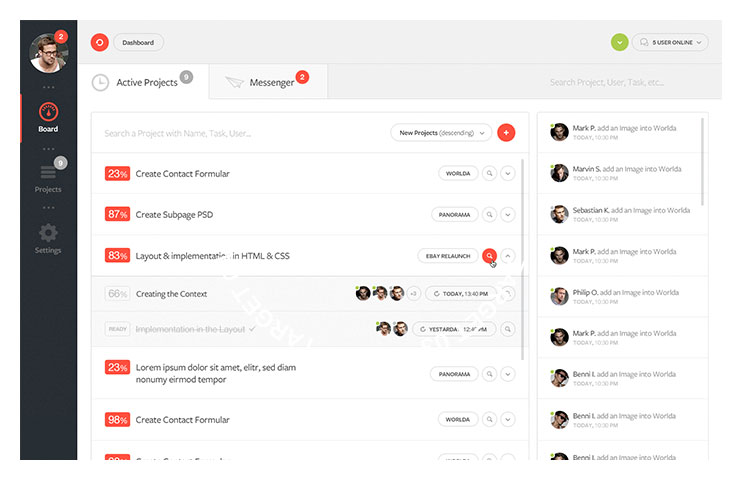 2
Board
9
Projects
Settings
Dashboard
5 USER ONLINE
Active Projects
9
Messenger
2
Search Project, User, Task, etc...
Search a Project with Name, Task, User...
New Projects (descending)
+
23% Create Contact Formular WORLDA
87% Create Subpage PSD PANORAMA
83% Layout & implementation in HTML & CSS EBAY RELAUNCH
66% Creating the Context +3 TODAY, 13:40 PM
READY Implementation in the Layout YESTARDA 12:40 PM
23% Lorem ipsum dolor sit amet, elitr, sed diam
nonumy eirmod tempor
PANORAMA
98% Create Contact Formular WORLDA
Mark P. add an Image into Worlda
TODAY, 10:30 PM
Marvin S. add an Image into Worlda
TODAY, 10:30 PM
Sebastian K. add an Image into Worlda
TODAY, 10:30 PM
Mark P. add an Image into Worlda
TODAY, 10:30 PM
Philip O. add an Image into Worlda
TODAY, 10:30 PM
Mark P. add an Image into Worlda
TODAY, 10:30 PM
Benni I. add an Image into Worlda
TODAY, 10:30 PM
Benni I. add an Image into Worlda
TODAY, 10:30 PM
Benni I. add an Image into Worlda